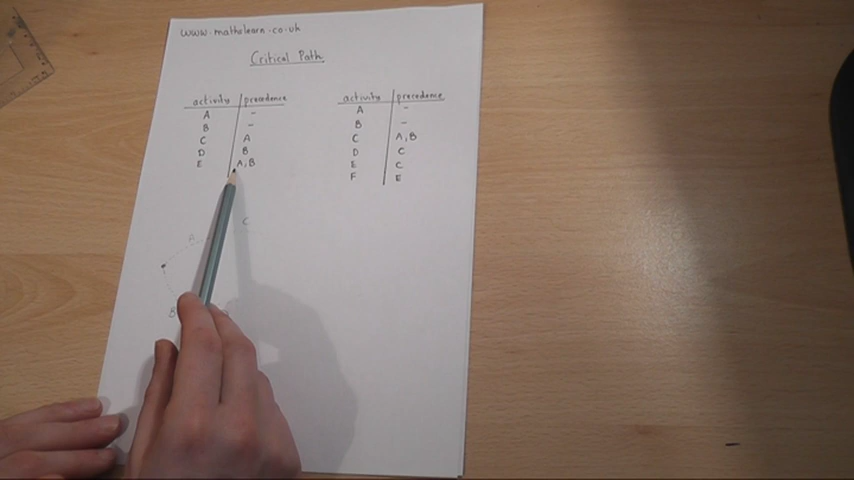 www.mathslearn.co.uk
Critical Path
activity precedence
A -
B -
C A
D B
E A,B
activity precedence
A -
B -
C A,B
D C
E C
F E
A
C
B